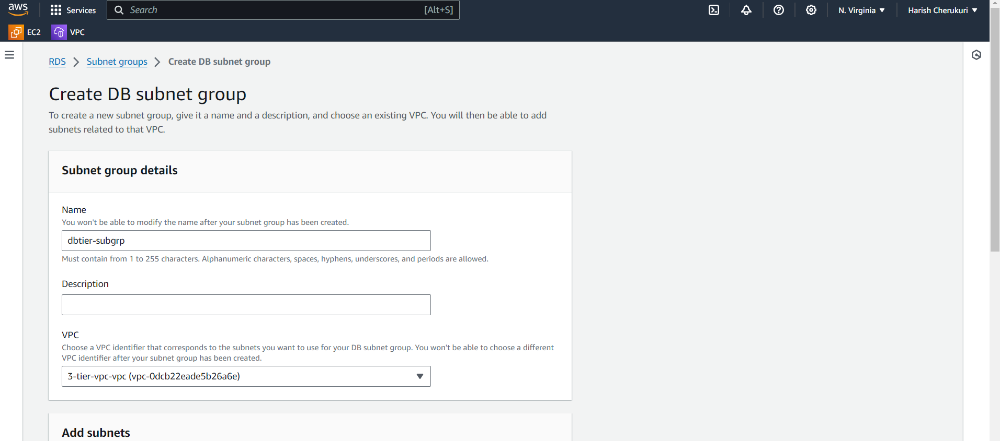 aws
Services
Search
[Alt+S]
N. Virginia
Harish Cherukuri
EC2
VPC
RDS
Subnet groups
Create DB subnet group
Create DB subnet group
To create a new subnet group, give it a name and a description, and choose an existing VPC. You will then be able to add
subnets related to that VPC.
Subnet group details
Name
You won't be able to modify the name after your subnet group has been created.
dbtier-subgrp
Must contain from 1 to 255 characters. Alphanumeric characters, spaces, hyphens, underscores, and periods are allowed.
Description
VPC
Choose a VPC identifier that corresponds to the subnets you want to use for your DB subnet group. You won't be able to choose a different
VPC identifier after your subnet group has been created.
3-tier-vpc-vpc (vpc-0dcb22eade5b26a6e)
Add subnets